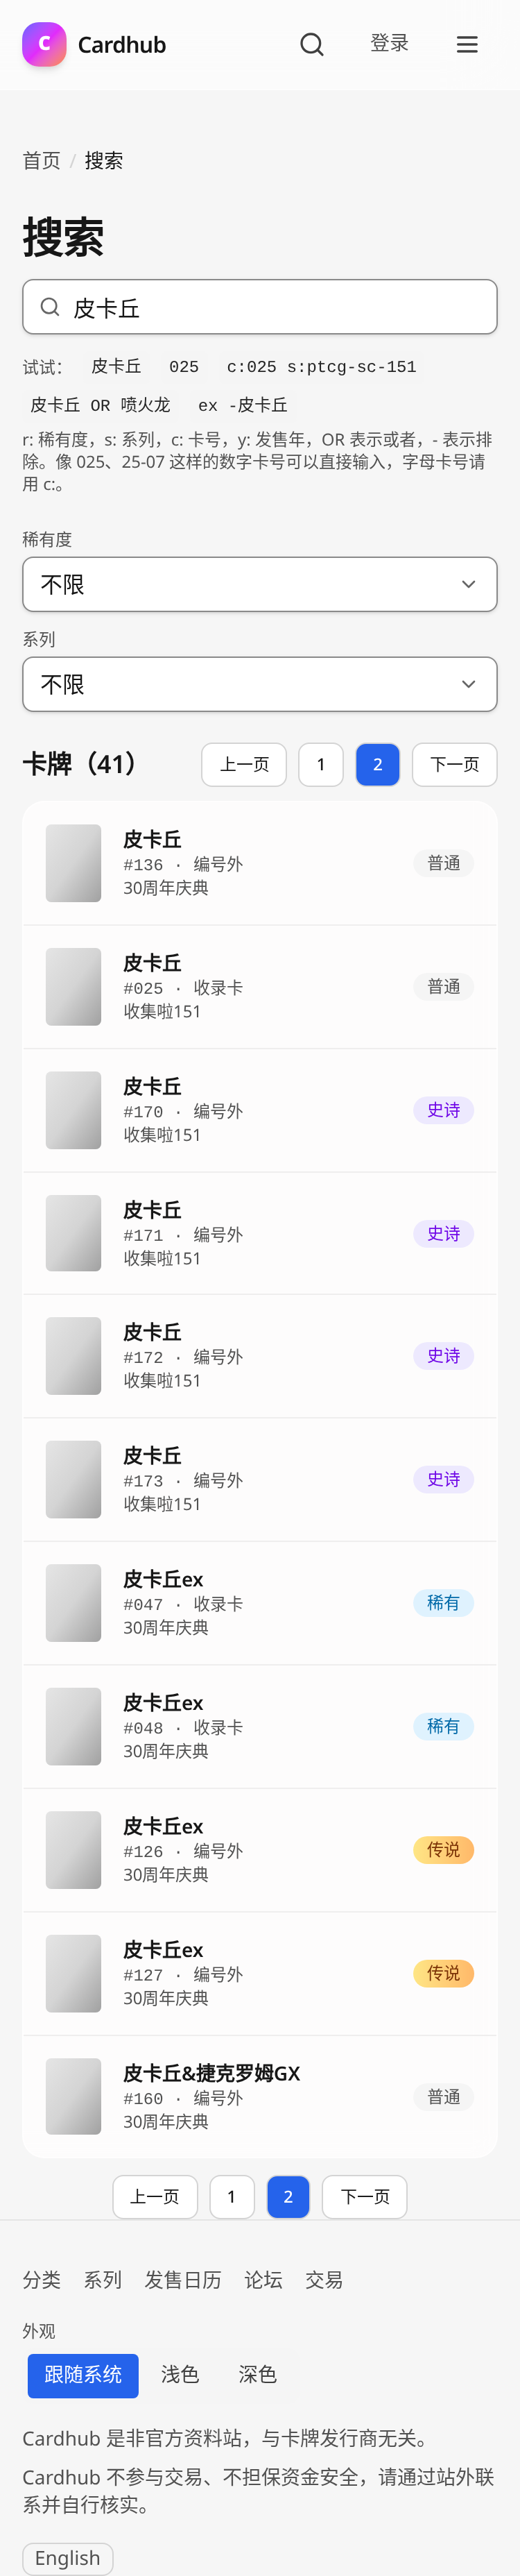 C Cardhub 登录
首页 / 搜索
搜索
皮卡丘
试试： 皮卡丘 025 c:025 s:ptcg-sc-151
皮卡丘 OR 喷火龙 ex -皮卡丘
r: 稀有度，s: 系列，c: 卡号，y: 发售年，OR 表示或者，- 表示排
除。像 025、25-07 这样的数字卡号可以直接输入，字母卡号请
用 c:。
稀有度
不限
系列
不限
卡牌（41） 上一页 1 2 下一页
皮卡丘
#136 · 编号外
30周年庆典
普通
皮卡丘
#025 · 收录卡
收集啦151
普通
皮卡丘
#170 · 编号外
收集啦151
史诗
皮卡丘
#171 · 编号外
收集啦151
史诗
皮卡丘
#172 · 编号外
收集啦151
史诗
皮卡丘
#173 · 编号外
收集啦151
史诗
皮卡丘ex
#047 · 收录卡
30周年庆典
稀有
皮卡丘ex
#048 · 收录卡
30周年庆典
稀有
皮卡丘ex
#126 · 编号外
30周年庆典
传说
皮卡丘ex
#127 · 编号外
30周年庆典
传说
皮卡丘&捷克罗姆GX
#160 · 编号外
30周年庆典
普通
上一页 1 2 下一页
分类 系列 发售日历 论坛 交易
外观
跟随系统 浅色 深色
Cardhub 是非官方资料站，与卡牌发行商无关。
Cardhub 不参与交易、不担保资金安全，请通过站外联
系并自行核实。
English